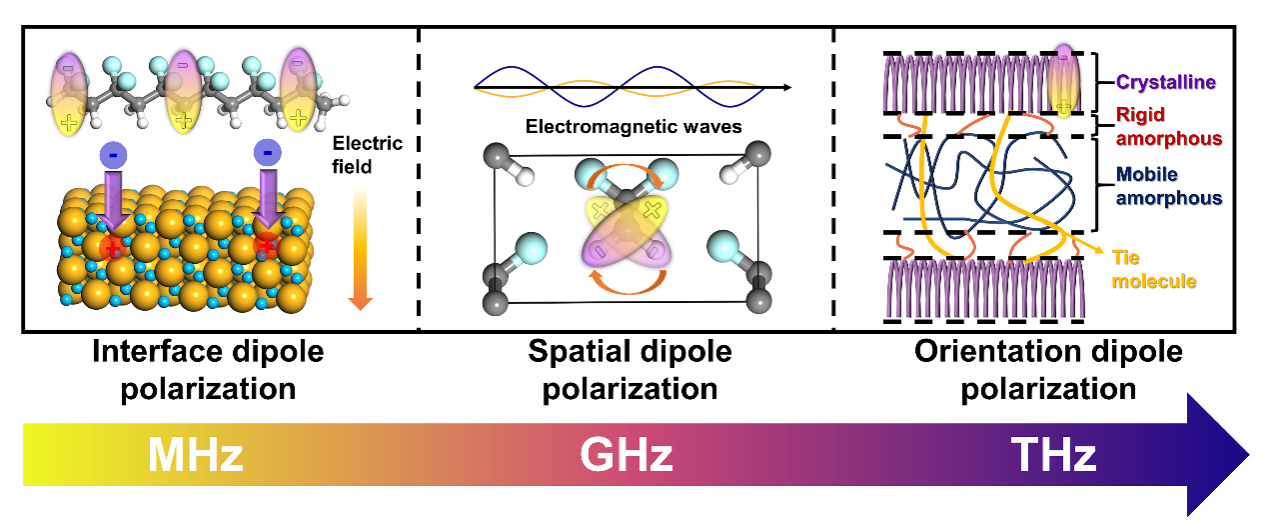 Electric
field
Electromagnetic waves
Crystalline
Rigid
amorphous
Mobile
amorphous
Tie
molecule
Interface dipole
polarization
Spatial dipole
polarization
Orientation dipole
polarization
MHz
GHz
THz